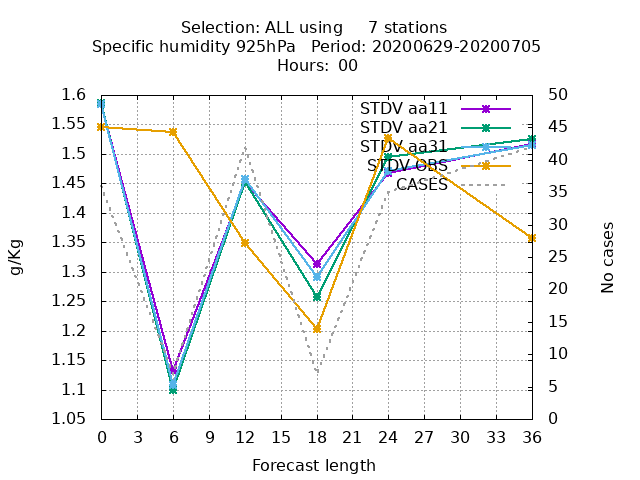 Selection: ALL using 7 stations
Specific humidity 925hPa Period: 20200629-20200705
Hours: 00
1.6
1.55
1.5
1.45
1.4
1.35
1.3
1.25
1.2
1.15
1.1
1.05
g/Kg
STDV aa11
STDV aa21
STDV aa31
STDV OBS
CASES
50
45
40
35
30
25
20
15
10
5
0
No cases
0 3 6 9 12 15 18 21 24 27 30 33 36
Forecast length